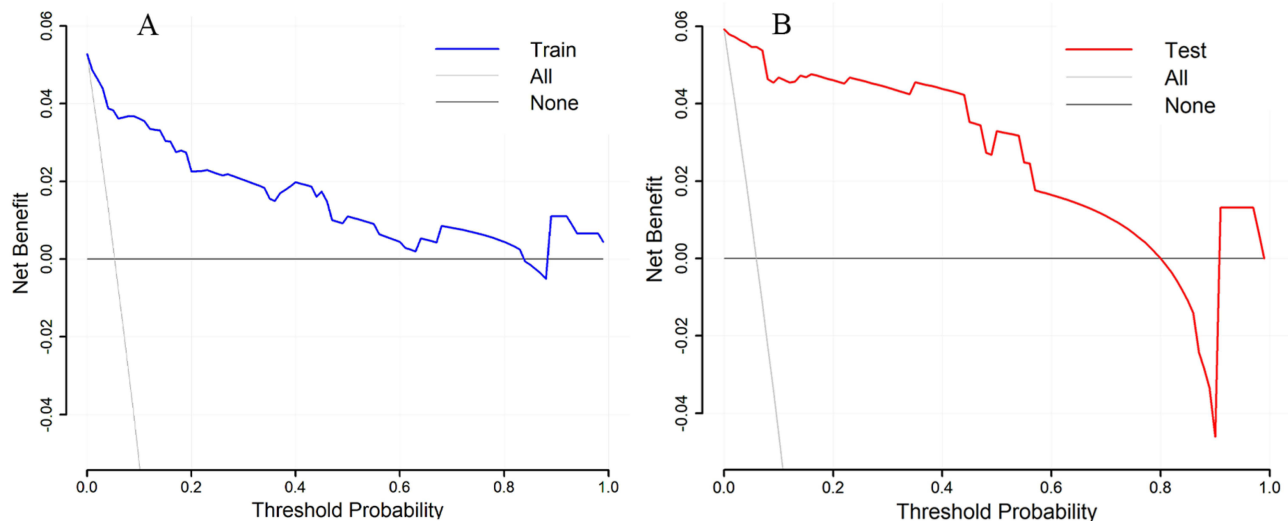 A
Train
All
None
Net Benefit
0.06
0.04
0.02
0.00
-0.02
-0.04
0.0 0.2 0.4 0.6 0.8 1.0
Threshold Probability
B
Test
All
None
Net Benefit
0.06
0.04
0.02
0.00
-0.02
-0.04
0.0 0.2 0.4 0.6 0.8 1.0
Threshold Probability